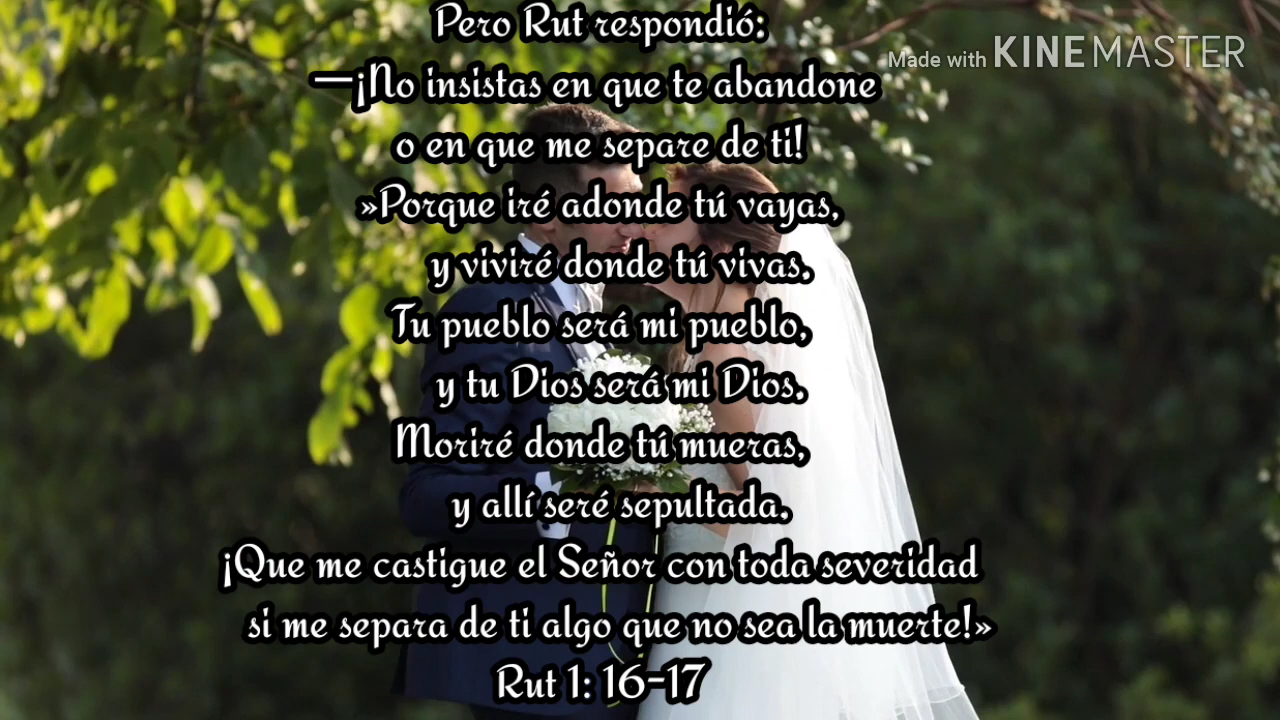 Pero Rut respondió:
Made with KINEMASTER
—¡No insistas en que te abandone
o en que me separe de ti!
»Porque iré adonde tú vayas,
y viviré donde tú vivas.
Tu pueblo será mi pueblo,
y tu Dios será mi Dios.
Moriré donde tú mueras,
y allí seré sepultada.
¡Que me castigue el Señor con toda severidad
si me separa de ti algo que no sea la muerte!»
Rut 1: 16-17